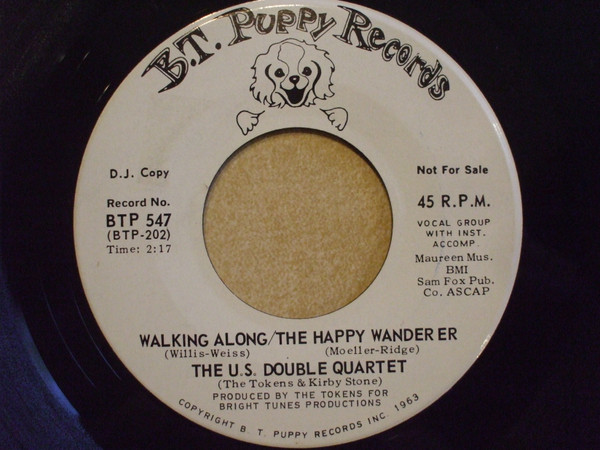 B.T. PUPPY RECORDS
D.J. Copy
Not For Sale
Record No.
BTP 547
(BTP-202)
Time: 2:17
45 R.P.M.
VOCAL GROUP
WITH INST.
ACCOMP.
Maureen Mus.
BMI
Sam Fox Pub.
Co. ASCAP
WALKING ALONG/THE HAPPY WANDERER
(Willis-Weiss) (Moeller-Ridge)
THE U.S. DOUBLE QUARTET
(The Tokens & Kirby Stone)
PRODUCED BY THE TOKENS FOR
BRIGHT TUNES PRODUCTIONS
COPYRIGHT B. T. PUPPY RECORDS INC. 1963